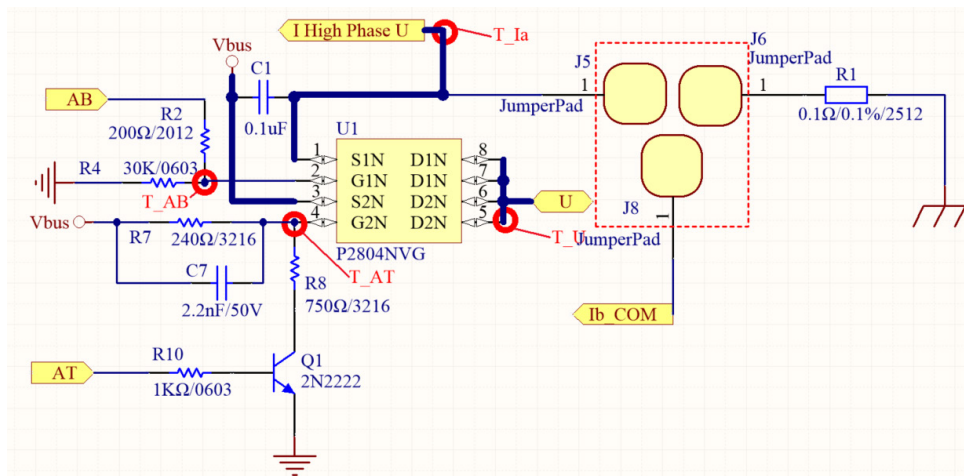 I High Phase U
T_Ia
Vbus
C1
0.1uF
J5
J6
JumperPad
1
1
R1
JumperPad
0.1Ω/0.1%/2512
AB
R2
200Ω/2012
U1
R4
30K/0603
T_AB
1
2
3
4
S1N
G1N
S2N
G2N
D1N
D1N
D2N
D2N
8
7
6
5
U
T_U
P2804NVG
J8
1
JumperPad
Vbus
R7
240Ω/3216
T_AT
C7
2.2nF/50V
R8
750Ω/3216
Ib_COM
AT
R10
1KΩ/0603
Q1
2N2222